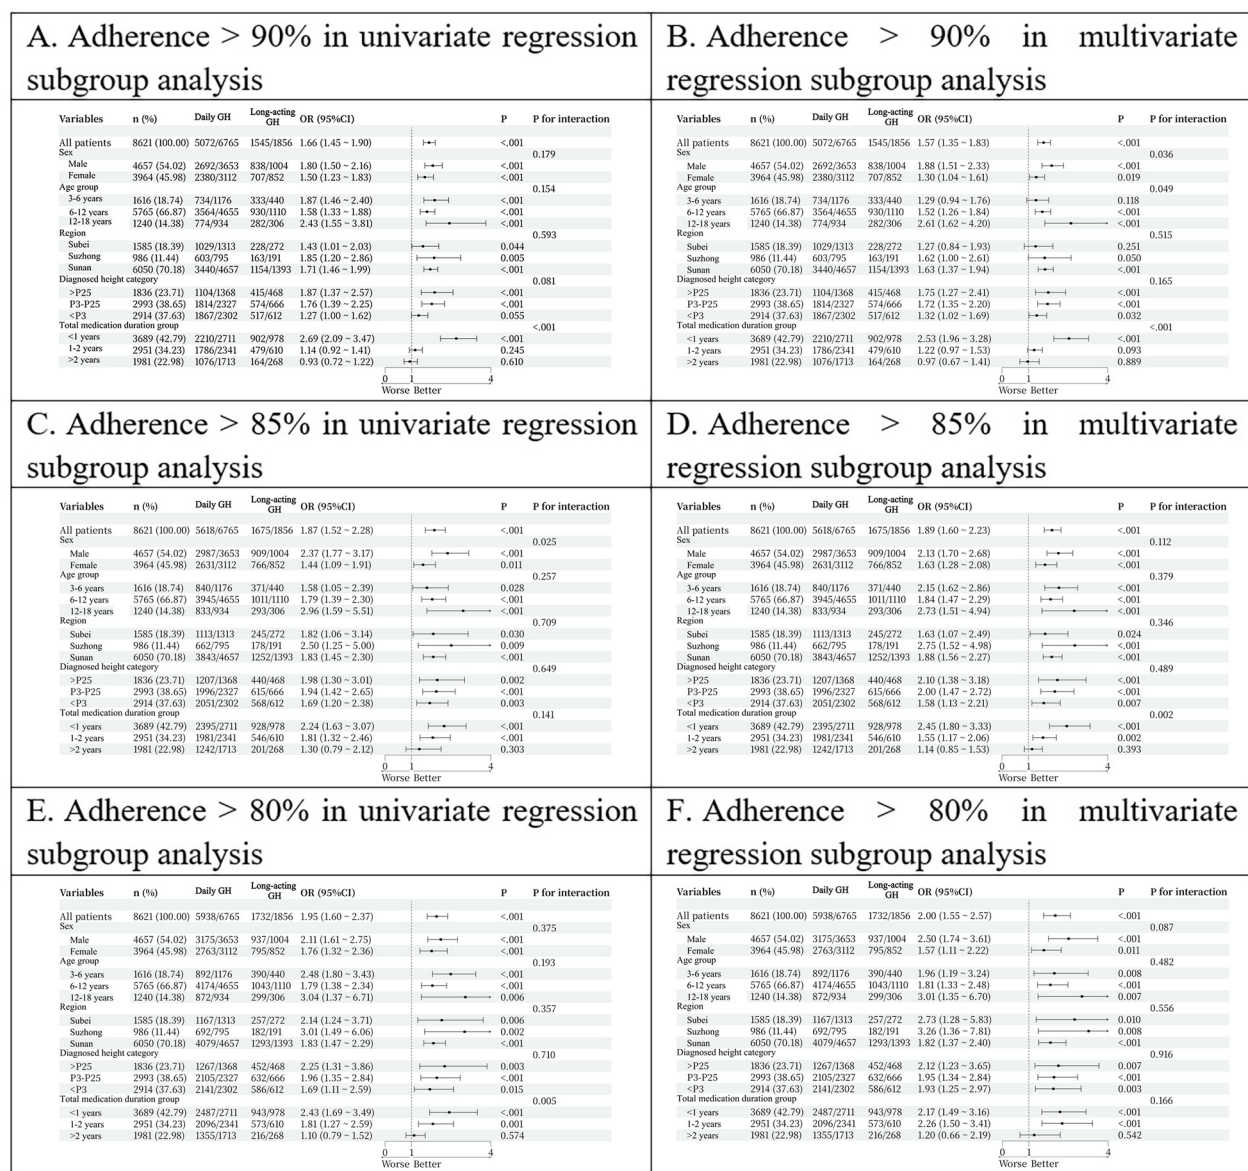 A. Adherence > 90% in univariate regression
subgroup analysis
Variables n (%) Daily GH Long-acting GH OR (95%CI) P P for interaction
All patients 8621 (100.00) 5072/6765 1545/1856 1.66 (1.45 ~ 1.90) <.001
Sex 0.179
Male 4657 (54.02) 2692/3653 838/1004 1.80 (1.50 ~ 2.16) <.001
Female 3964 (45.98) 2380/3112 707/852 1.50 (1.23 ~ 1.83) <.001
Age group 0.154
3-6 years 1616 (18.74) 734/1176 333/440 1.87 (1.46 ~ 2.40) <.001
6-12 years 5765 (66.87) 3564/4655 930/1110 1.58 (1.33 ~ 1.88) <.001
12-18 years 1240 (14.38) 774/934 282/306 2.43 (1.55 ~ 3.81) <.001
Region 0.593
Subei 1585 (18.39) 1029/1313 228/272 1.43 (1.01 ~ 2.03) 0.044
Suzhong 986 (11.44) 603/795 163/191 1.85 (1.20 ~ 2.86) 0.005
Sunan 6050 (70.18) 3440/4657 1154/1393 1.71 (1.46 ~ 1.99) <.001
Diagnosed height category 0.081
>P25 1836 (23.71) 1104/1368 415/468 1.87 (1.37 ~ 2.57) <.001
P3-P25 2993 (38.65) 1814/2327 574/666 1.76 (1.39 ~ 2.25) <.001
<P3 2914 (37.63) 1867/2302 517/612 1.27 (1.00 ~ 1.62) 0.055
Total medication duration group <.001
<1 years 3689 (42.79) 2210/2711 902/978 2.69 (2.09 ~ 3.47) <.001
1-2 years 2951 (34.23) 1786/2341 479/610 1.14 (0.92 ~ 1.41) 0.245
>2 years 1981 (22.98) 1076/1713 164/268 0.93 (0.72 ~ 1.22) 0.610
0 1 4
Worse Better
B. Adherence > 90% in multivariate
regression subgroup analysis
Variables n (%) Daily GH Long-acting GH OR (95%CI) P P for interaction
All patients 8621 (100.00) 5072/6765 1545/1856 1.57 (1.35 ~ 1.83) <.001
Sex 0.036
Male 4657 (54.02) 2692/3653 838/1004 1.88 (1.51 ~ 2.33) <.001
Female 3964 (45.98) 2380/3112 707/852 1.30 (1.04 ~ 1.61) 0.019
Age group 0.049
3-6 years 1616 (18.74) 734/1176 333/440 1.29 (0.94 ~ 1.76) 0.118
6-12 years 5765 (66.87) 3564/4655 930/1110 1.52 (1.26 ~ 1.84) <.001
12-18 years 1240 (14.38) 774/934 282/306 2.61 (1.62 ~ 4.20) <.001
Region 0.515
Subei 1585 (18.39) 1029/1313 228/272 1.27 (0.84 ~ 1.93) 0.251
Suzhong 986 (11.44) 603/795 163/191 1.62 (1.00 ~ 2.61) 0.050
Sunan 6050 (70.18) 3440/4657 1154/1393 1.63 (1.37 ~ 1.94) <.001
Diagnosed height category 0.165
>P25 1836 (23.71) 1104/1368 415/468 1.75 (1.27 ~ 2.41) <.001
P3-P25 2993 (38.65) 1814/2327 574/666 1.72 (1.35 ~ 2.20) <.001
<P3 2914 (37.63) 1867/2302 517/612 1.32 (1.02 ~ 1.69) 0.032
Total medication duration group <.001
<1 years 3689 (42.79) 2210/2711 902/978 2.53 (1.96 ~ 3.28) <.001
1-2 years 2951 (34.23) 1786/2341 479/610 1.22 (0.97 ~ 1.53) 0.093
>2 years 1981 (22.98) 1076/1713 164/268 0.97 (0.67 ~ 1.41) 0.889
0 1 4
Worse Better
C. Adherence > 85% in univariate regression
subgroup analysis
Variables n (%) Daily GH Long-acting GH OR (95%CI) P P for interaction
All patients 8621 (100.00) 5618/6765 1675/1856 1.87 (1.52 ~ 2.28) <.001
Sex 0.025
Male 4657 (54.02) 2987/3653 909/1004 2.37 (1.77 ~ 3.17) <.001
Female 3964 (45.98) 2631/3112 766/852 1.44 (1.09 ~ 1.91) 0.011
Age group 0.257
3-6 years 1616 (18.74) 840/1176 371/440 1.58 (1.05 ~ 2.39) 0.028
6-12 years 5765 (66.87) 3945/4655 1011/1110 1.79 (1.39 ~ 2.30) <.001
12-18 years 1240 (14.38) 833/934 293/306 2.96 (1.59 ~ 5.51) <.001
Region 0.709
Subei 1585 (18.39) 1113/1313 245/272 1.82 (1.06 ~ 3.14) 0.030
Suzhong 986 (11.44) 662/795 178/191 2.50 (1.25 ~ 5.00) 0.009
Sunan 6050 (70.18) 3843/4657 1252/1393 1.83 (1.45 ~ 2.30) <.001
Diagnosed height category 0.649
>P25 1836 (23.71) 1207/1368 440/468 1.98 (1.30 ~ 3.01) 0.002
P3-P25 2993 (38.65) 1996/2327 615/666 1.94 (1.42 ~ 2.65) <.001
<P3 2914 (37.63) 2051/2302 568/612 1.69 (1.20 ~ 2.38) 0.003
Total medication duration group 0.141
<1 years 3689 (42.79) 2395/2711 928/978 2.24 (1.63 ~ 3.07) <.001
1-2 years 2951 (34.23) 1981/2341 546/610 1.81 (1.32 ~ 2.46) <.001
>2 years 1981 (22.98) 1242/1713 201/268 1.30 (0.79 ~ 2.12) 0.303
0 1 4
Worse Better
D. Adherence > 85% in multivariate
regression subgroup analysis
Variables n (%) Daily GH Long-acting GH OR (95%CI) P P for interaction
All patients 8621 (100.00) 5618/6765 1675/1856 1.89 (1.60 ~ 2.23) <.001
Sex 0.112
Male 4657 (54.02) 2987/3653 909/1004 2.13 (1.70 ~ 2.68) <.001
Female 3964 (45.98) 2631/3112 766/852 1.63 (1.28 ~ 2.08) <.001
Age group 0.379
3-6 years 1616 (18.74) 840/1176 371/440 2.15 (1.62 ~ 2.86) <.001
6-12 years 5765 (66.87) 3945/4655 1011/1110 1.84 (1.47 ~ 2.29) <.001
12-18 years 1240 (14.38) 833/934 293/306 2.73 (1.51 ~ 4.94) <.001
Region 0.346
Subei 1585 (18.39) 1113/1313 245/272 1.63 (1.07 ~ 2.49) 0.024
Suzhong 986 (11.44) 662/795 178/191 2.75 (1.52 ~ 4.98) <.001
Sunan 6050 (70.18) 3843/4657 1252/1393 1.88 (1.56 ~ 2.27) <.001
Diagnosed height category 0.489
>P25 1836 (23.71) 1207/1368 440/468 2.10 (1.38 ~ 3.18) <.001
P3-P25 2993 (38.65) 1996/2327 615/666 2.00 (1.47 ~ 2.72) <.001
<P3 2914 (37.63) 2051/2302 568/612 1.58 (1.13 ~ 2.21) 0.007
Total medication duration group 0.002
<1 years 3689 (42.79) 2395/2711 928/978 2.45 (1.80 ~ 3.33) <.001
1-2 years 2951 (34.23) 1981/2341 546/610 1.55 (1.17 ~ 2.06) 0.002
>2 years 1981 (22.98) 1242/1713 201/268 1.14 (0.85 ~ 1.53) 0.393
0 1 4
Worse Better
E. Adherence > 80% in univariate regression
subgroup analysis
Variables n (%) Daily GH Long-acting GH OR (95%CI) P P for interaction
All patients 8621 (100.00) 5938/6765 1732/1856 1.95 (1.60 ~ 2.37) <.001
Sex 0.375
Male 4657 (54.02) 3175/3653 937/1004 2.11 (1.61 ~ 2.75) <.001
Female 3964 (45.98) 2763/3112 795/852 1.76 (1.32 ~ 2.36) <.001
Age group 0.193
3-6 years 1616 (18.74) 892/1176 390/440 2.48 (1.80 ~ 3.43) <.001
6-12 years 5765 (66.87) 4174/4655 1043/1110 1.79 (1.38 ~ 2.34) <.001
12-18 years 1240 (14.38) 872/934 299/306 3.04 (1.37 ~ 6.71) 0.006
Region 0.357
Subei 1585 (18.39) 1167/1313 257/272 2.14 (1.24 ~ 3.71) 0.006
Suzhong 986 (11.44) 692/795 182/191 3.01 (1.49 ~ 6.06) 0.002
Sunan 6050 (70.18) 4079/4657 1293/1393 1.83 (1.47 ~ 2.29) <.001
Diagnosed height category 0.710
>P25 1836 (23.71) 1267/1368 452/468 2.25 (1.31 ~ 3.86) 0.003
P3-P25 2993 (38.65) 2105/2327 632/666 1.96 (1.35 ~ 2.84) <.001
<P3 2914 (37.63) 2141/2302 586/612 1.69 (1.11 ~ 2.59) 0.015
Total medication duration group 0.005
<1 years 3689 (42.79) 2487/2711 943/978 2.43 (1.69 ~ 3.49) <.001
1-2 years 2951 (34.23) 2096/2341 573/610 1.81 (1.27 ~ 2.59) 0.001
>2 years 1981 (22.98) 1355/1713 216/268 1.10 (0.79 ~ 1.52) 0.574
0 1 4
Worse Better
F. Adherence > 80% in multivariate
regression subgroup analysis
Variables n (%) Daily GH Long-acting GH OR (95%CI) P P for interaction
All patients 8621 (100.00) 5938/6765 1732/1856 2.00 (1.55 ~ 2.57) <.001
Sex 0.087
Male 4657 (54.02) 3175/3653 937/1004 2.50 (1.74 ~ 3.61) <.001
Female 3964 (45.98) 2763/3112 795/852 1.57 (1.11 ~ 2.22) 0.011
Age group 0.482
3-6 years 1616 (18.74) 892/1176 390/440 1.96 (1.19 ~ 3.24) 0.008
6-12 years 5765 (66.87) 4174/4655 1043/1110 1.81 (1.33 ~ 2.48) <.001
12-18 years 1240 (14.38) 872/934 299/306 3.01 (1.35 ~ 6.70) 0.007
Region 0.556
Subei 1585 (18.39) 1167/1313 257/272 2.73 (1.28 ~ 5.83) 0.010
Suzhong 986 (11.44) 692/795 182/191 3.26 (1.36 ~ 7.81) 0.008
Sunan 6050 (70.18) 4079/4657 1293/1393 1.82 (1.37 ~ 2.40) <.001
Diagnosed height category 0.916
>P25 1836 (23.71) 1267/1368 452/468 2.12 (1.23 ~ 3.65) 0.007
P3-P25 2993 (38.65) 2105/2327 632/666 1.95 (1.34 ~ 2.84) <.001
<P3 2914 (37.63) 2141/2302 586/612 1.93 (1.25 ~ 2.97) 0.003
Total medication duration group 0.166
<1 years 3689 (42.79) 2487/2711 943/978 2.17 (1.49 ~ 3.16) <.001
1-2 years 2951 (34.23) 2096/2341 573/610 2.26 (1.50 ~ 3.41) <.001
>2 years 1981 (22.98) 1355/1713 216/268 1.20 (0.66 ~ 2.19) 0.542
0 1 4
Worse Better